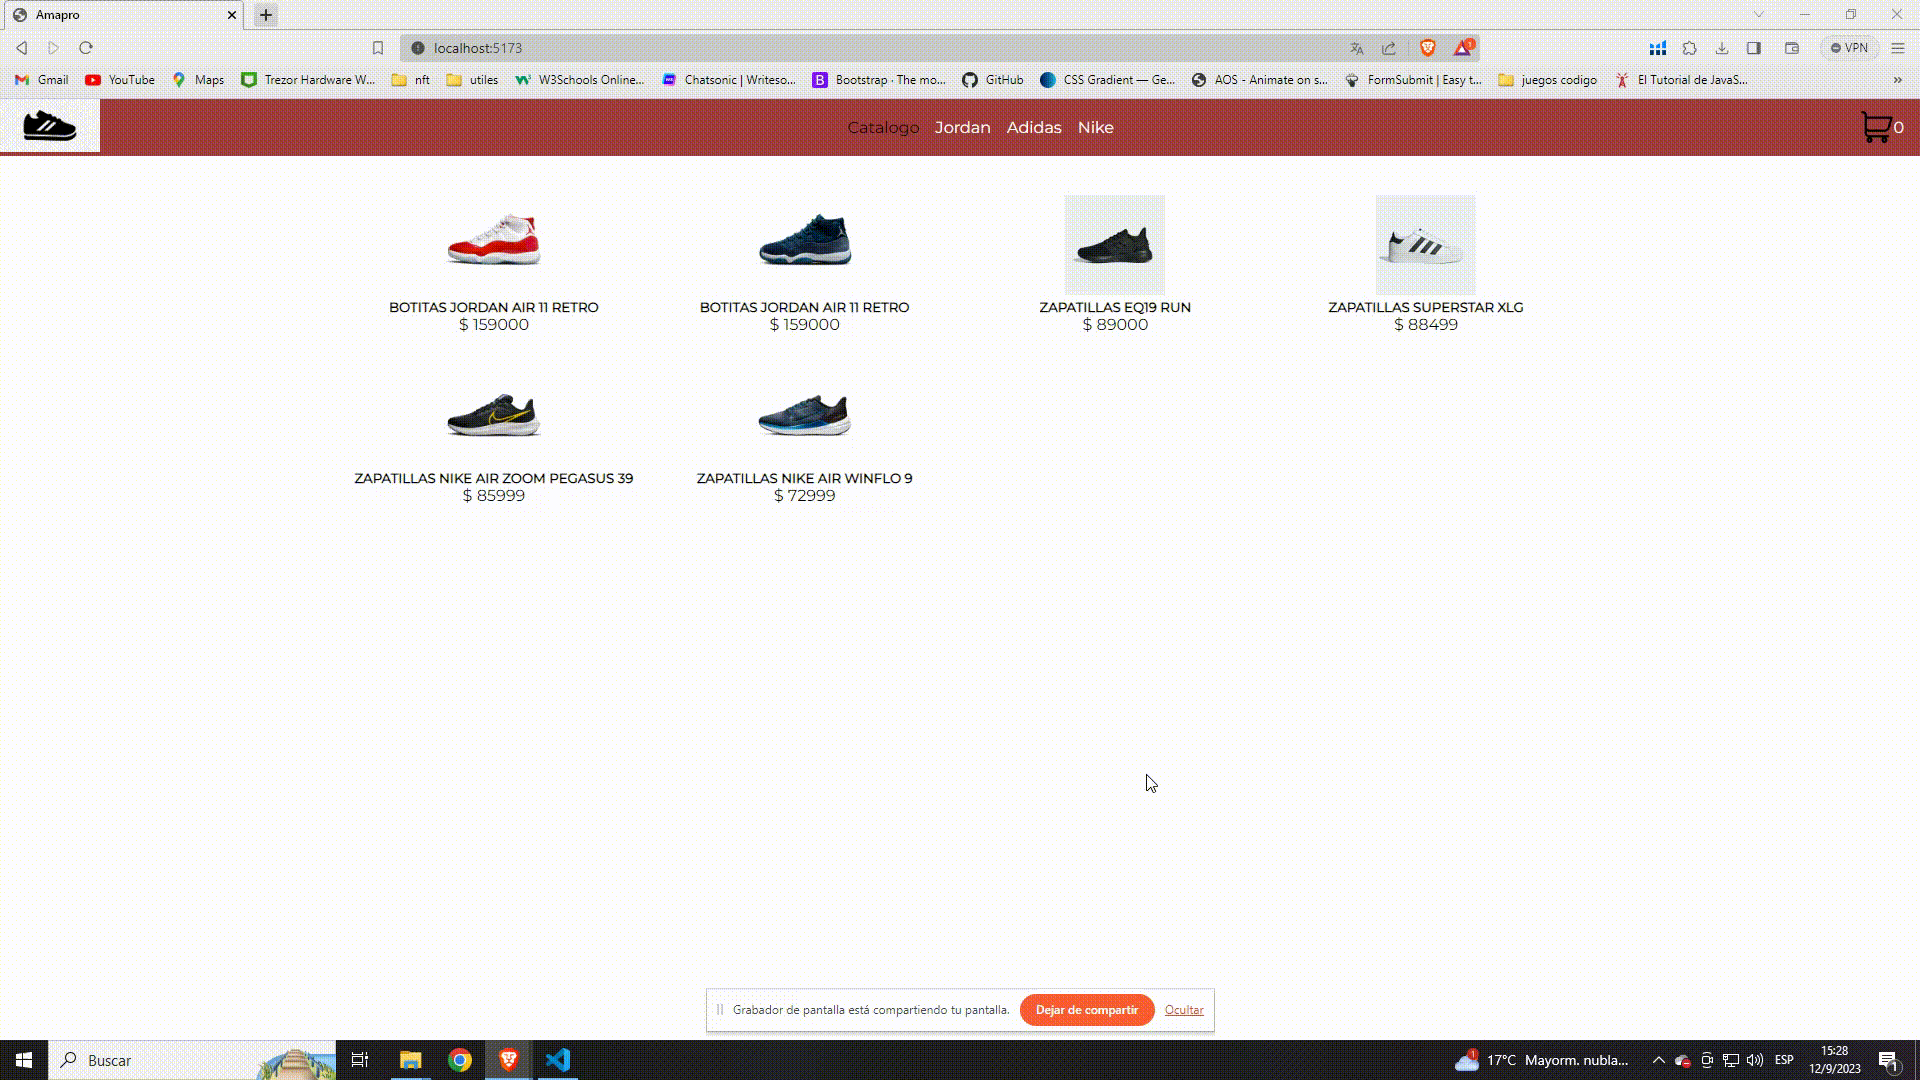 Amapro
localhost:5173
1
VPN
Gmail YouTube Maps Trezor Hardware W... nft utiles W3Schools Online... Chatsonic | Writeso... Bootstrap · The mo... GitHub CSS Gradient — Ge... AOS - Animate on s... FormSubmit | Easy t... juegos codigo El Tutorial de JavaS... »
Catalogo Jordan Adidas Nike 0
BOTITAS JORDAN AIR 11 RETRO
$ 159000
BOTITAS JORDAN AIR 11 RETRO
$ 159000
ZAPATILLAS EQ19 RUN
$ 89000
ZAPATILLAS SUPERSTAR XLG
$ 88499
ZAPATILLAS NIKE AIR ZOOM PEGASUS 39
$ 85999
ZAPATILLAS NIKE AIR WINFLO 9
$ 72999
Grabador de pantalla está compartiendo tu pantalla. Dejar de compartir Ocultar
Buscar
1
17°C Mayorm. nubla...
ESP
15:28
12/9/2023
1